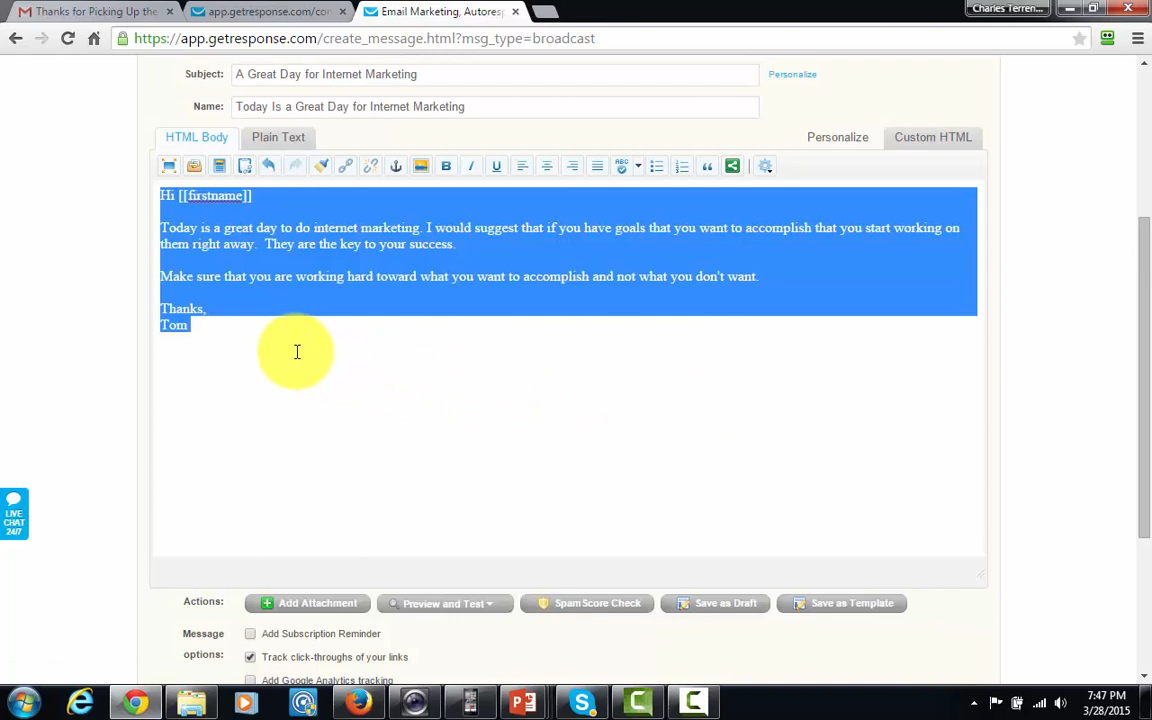 Thanks for Picking Up the
app.getresponse.com/con
Email Marketing, Autoresp
Charles Terren...
https://app.getresponse.com/create_message.html?msg_type=broadcast
Subject: A Great Day for Internet Marketing Personalize
Name: Today Is a Great Day for Internet Marketing
HTML Body Plain Text Personalize Custom HTML
B I U ABC
Hi [[firstname]]
Today is a great day to do internet marketing. I would suggest that if you have goals that you want to accomplish that you start working on
them right away. They are the key to your success.
Make sure that you are working hard toward what you want to accomplish and not what you don't want.
Thanks,
Tom
LIVE
CHAT
24/7
Actions: Add Attachment Preview and Test SpamScore Check Save as Draft Save as Template
Message Add Subscription Reminder
options: Track click-throughs of your links
Add Google Analytics tracking
7:47 PM
3/28/2015